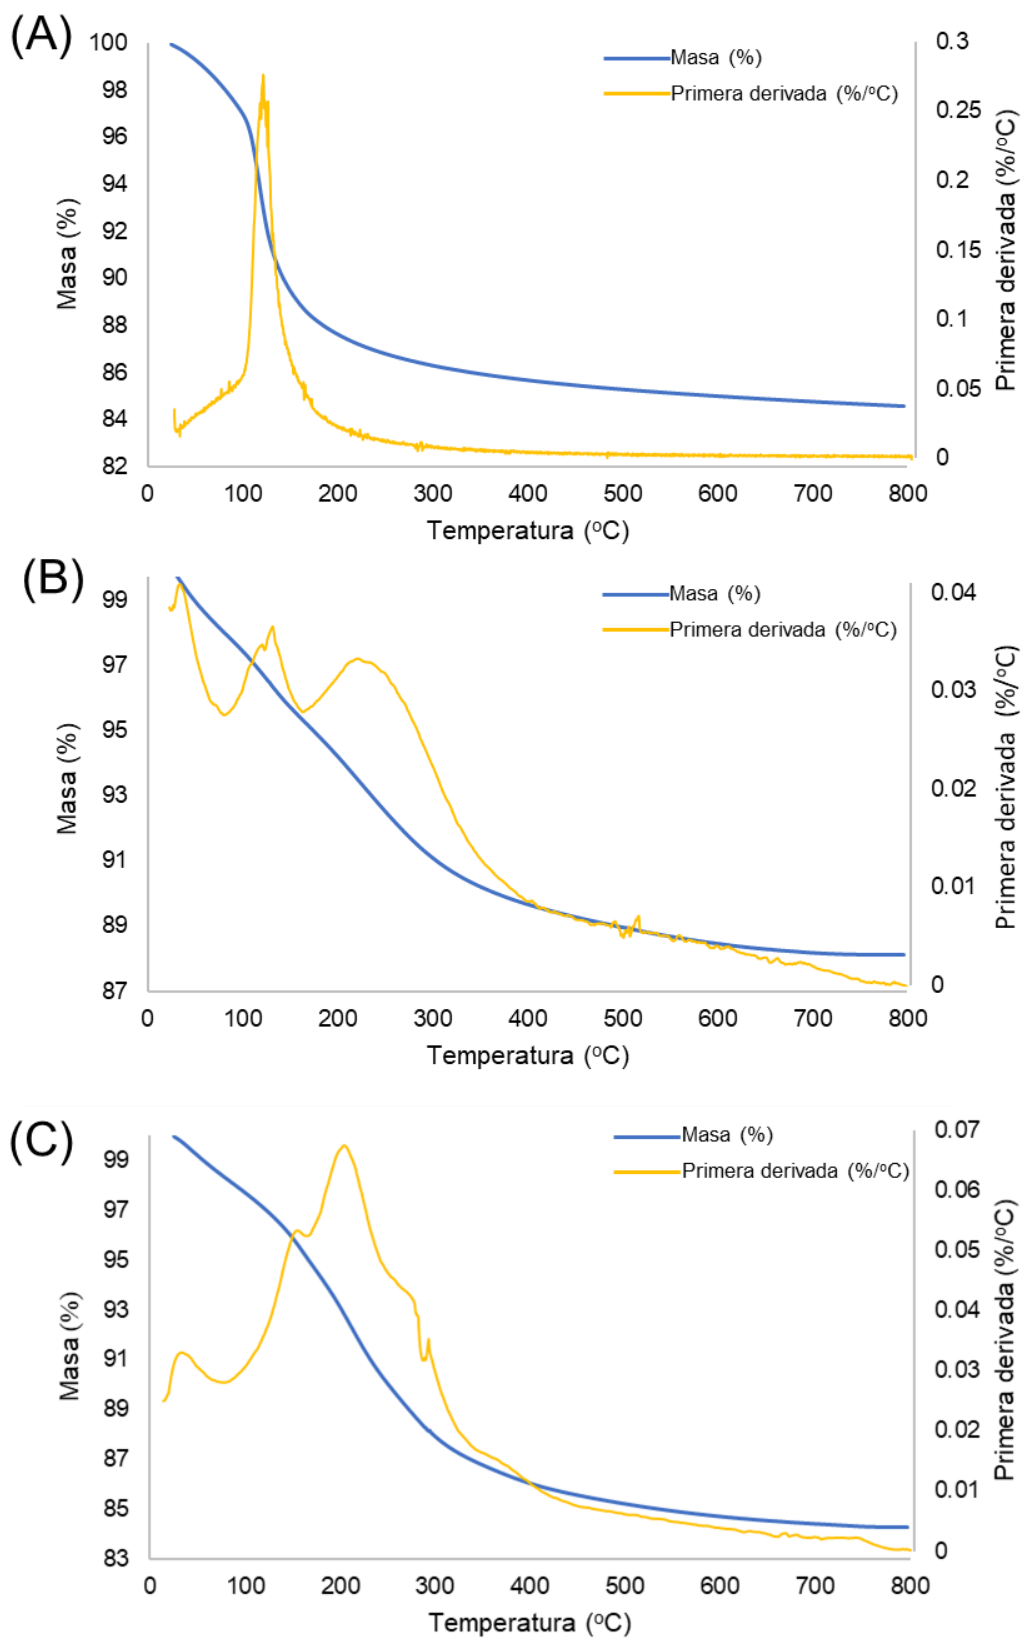 (A)
Masa (%)
Primera derivada (%/ºC)
100
98
96
94
92
90
88
86
84
82
Masa (%)
0.3
0.25
0.2
0.15
0.1
0.05
0
Primera derivada (%/ºC)
0 100 200 300 400 500 600 700 800
Temperatura (ºC)
(B)
Masa (%)
Primera derivada (%/ºC)
99
97
95
93
91
89
87
Masa (%)
0.04
0.03
0.02
0.01
0
Primera derivada (%/ºC)
0 100 200 300 400 500 600 700 800
Temperatura (ºC)
(C)
Masa (%)
Primera derivada (%/ºC)
99
97
95
93
91
89
87
85
83
Masa (%)
0.07
0.06
0.05
0.04
0.03
0.02
0.01
0
Primera derivada (%/ºC)
0 100 200 300 400 500 600 700 800
Temperatura (ºC)